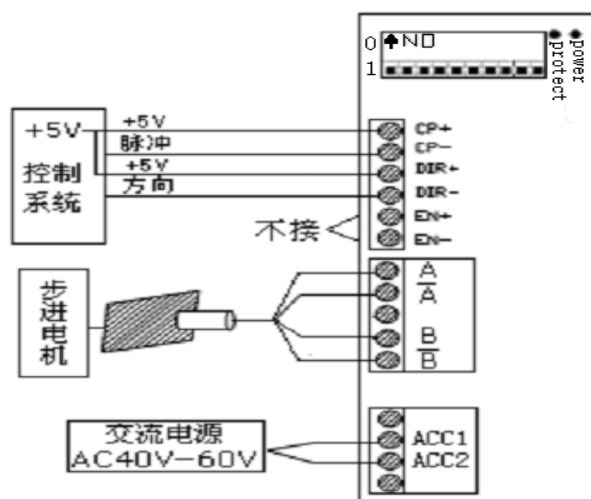 0 ↑NO
1
protect
power
+5V
+5V
脉冲
+5V
方向
控制
系统
CP+
CP-
DIR+
DIR-
EN+
EN-
不接
步进电机
A
A̅
B
B̅
交流电源
AC40V-60V
ACC1
ACC2